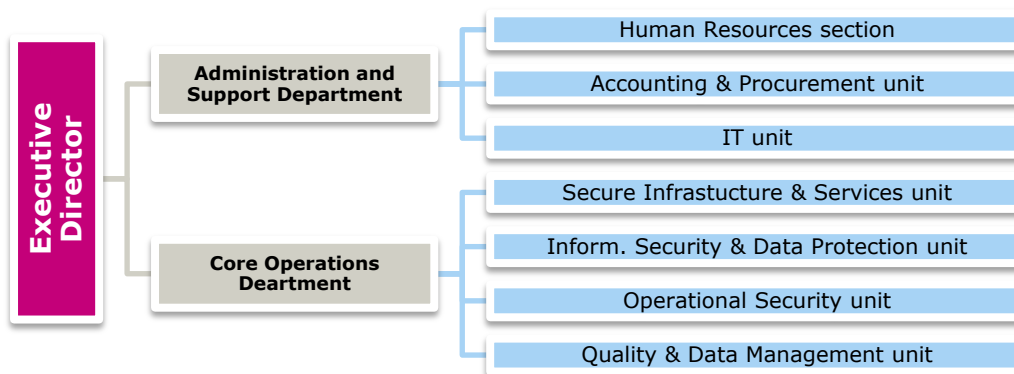 Executive
Director
Administration and
Support Department
Human Resources section
Accounting & Procurement unit
IT unit
Core Operations
Deartment
Secure Infrastucture & Services unit
Inform. Security & Data Protection unit
Operational Security unit
Quality & Data Management unit